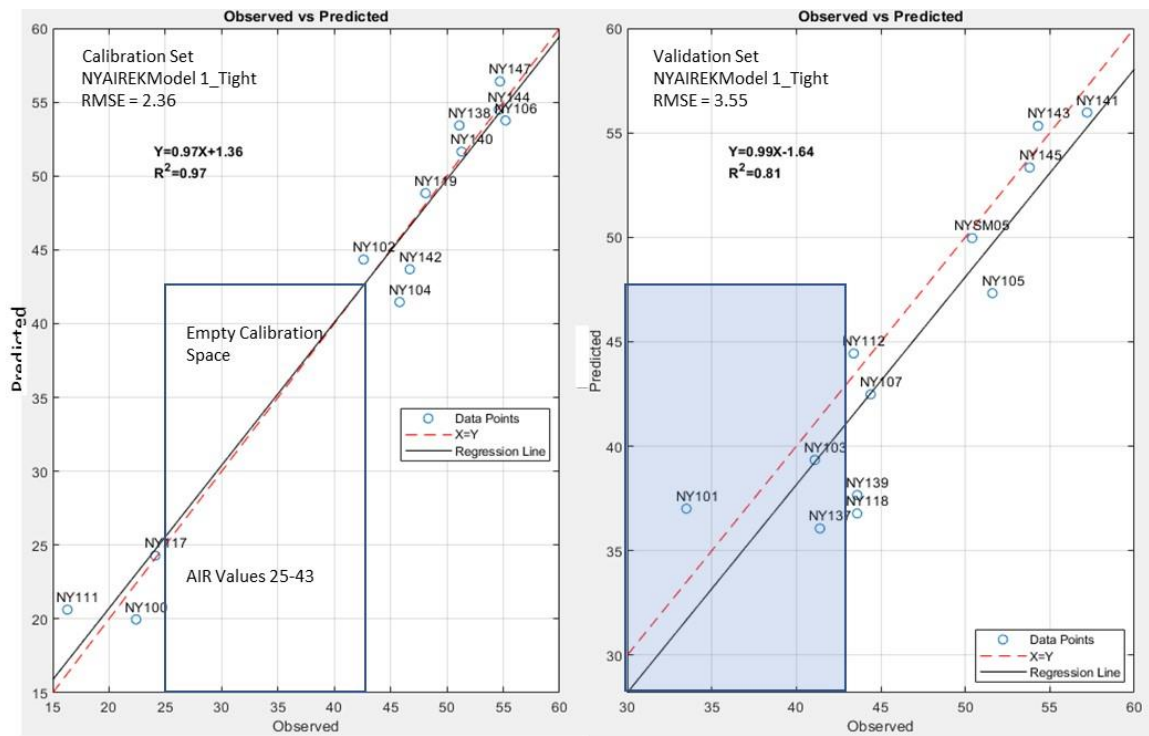 Observed vs Predicted
60
55
50
45
40
35
30
25
20
15
Predicted
Calibration Set
NYAIREKModel 1_Tight
RMSE = 2.36
Y=0.97X+1.36
R²=0.97
NY147
NY144
NY106
NY138
NY140
NY119
NY102
NY142
NY104
Empty Calibration
Space
Data Points
X=Y
Regression Line
NY117
AIR Values 25-43
NY111
NY100
15 20 25 30 35 40 45 50 55 60
Observed
Observed vs Predicted
60
55
50
45
40
35
30
Predicted
Validation Set
NYAIREKModel 1_Tight
RMSE = 3.55
Y=0.99X-1.64
R²=0.81
NY143
NY141
NY145
NYSM05
NY105
NY112
NY107
NY103
NY139
NY101
NY118
NY137
Data Points
X=Y
Regression Line
30 35 40 45 50 55 60
Observed